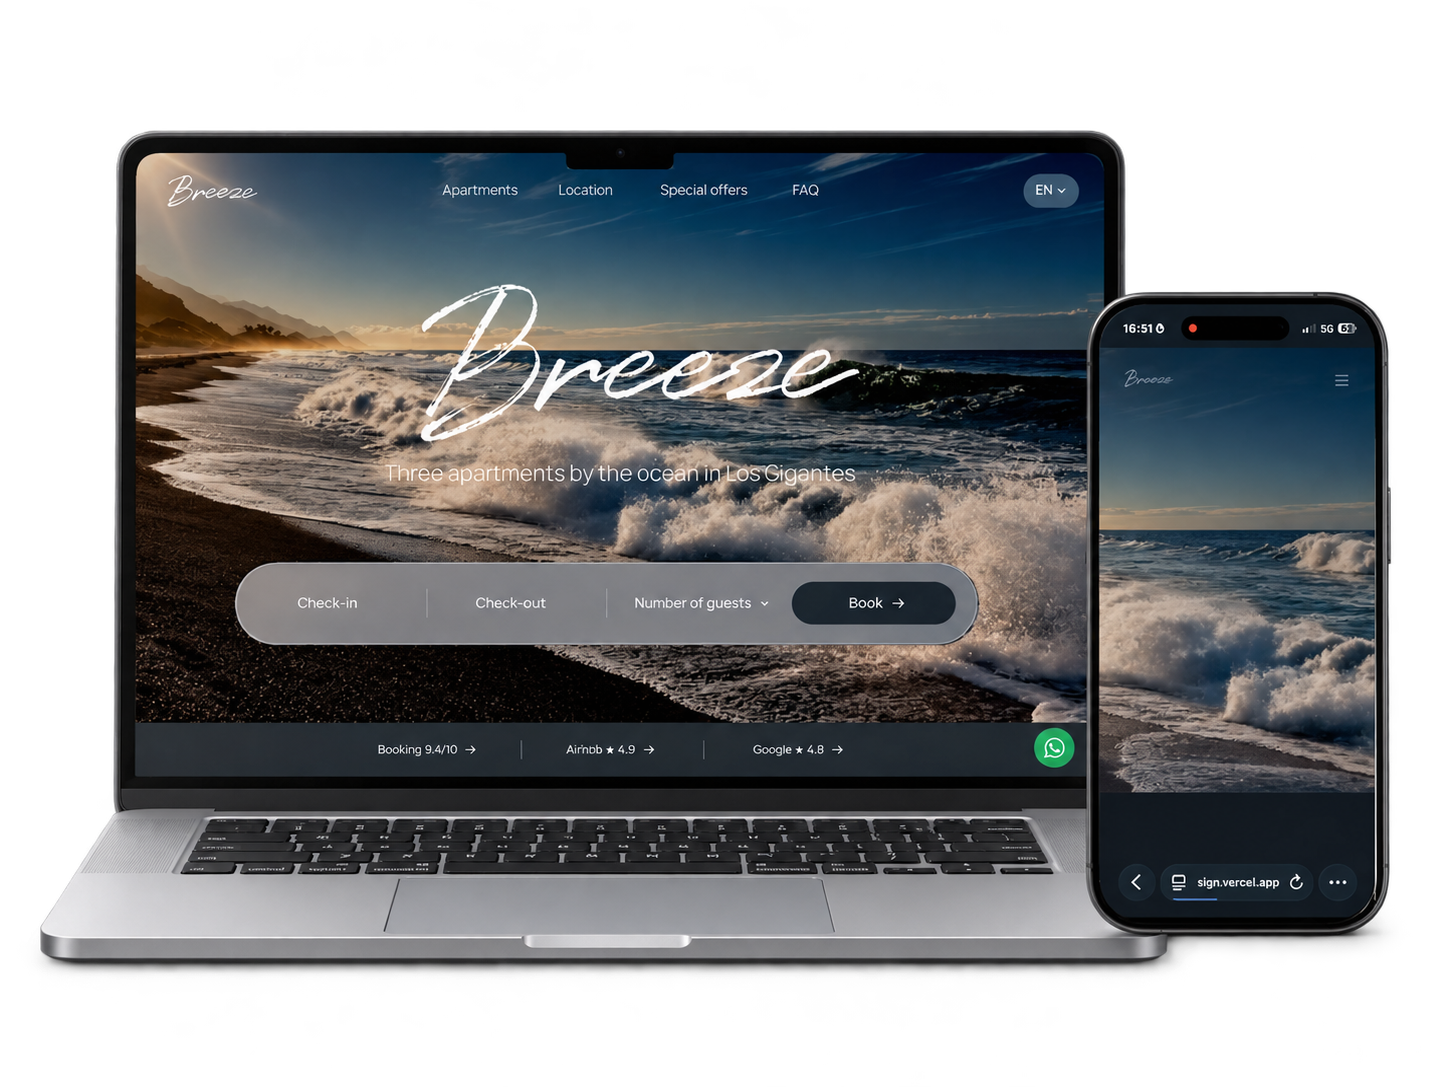 Breeze
Apartments Location Special offers FAQ
EN
Breeze
Three apartments by the ocean in Los Gigantes
Check-in Check-out Number of guests Book →
Booking 9.4/10 →
Airbnb ★ 4.9 →
Google ★ 4.8 →
16:51
5G
Breeze
sign.vercel.app